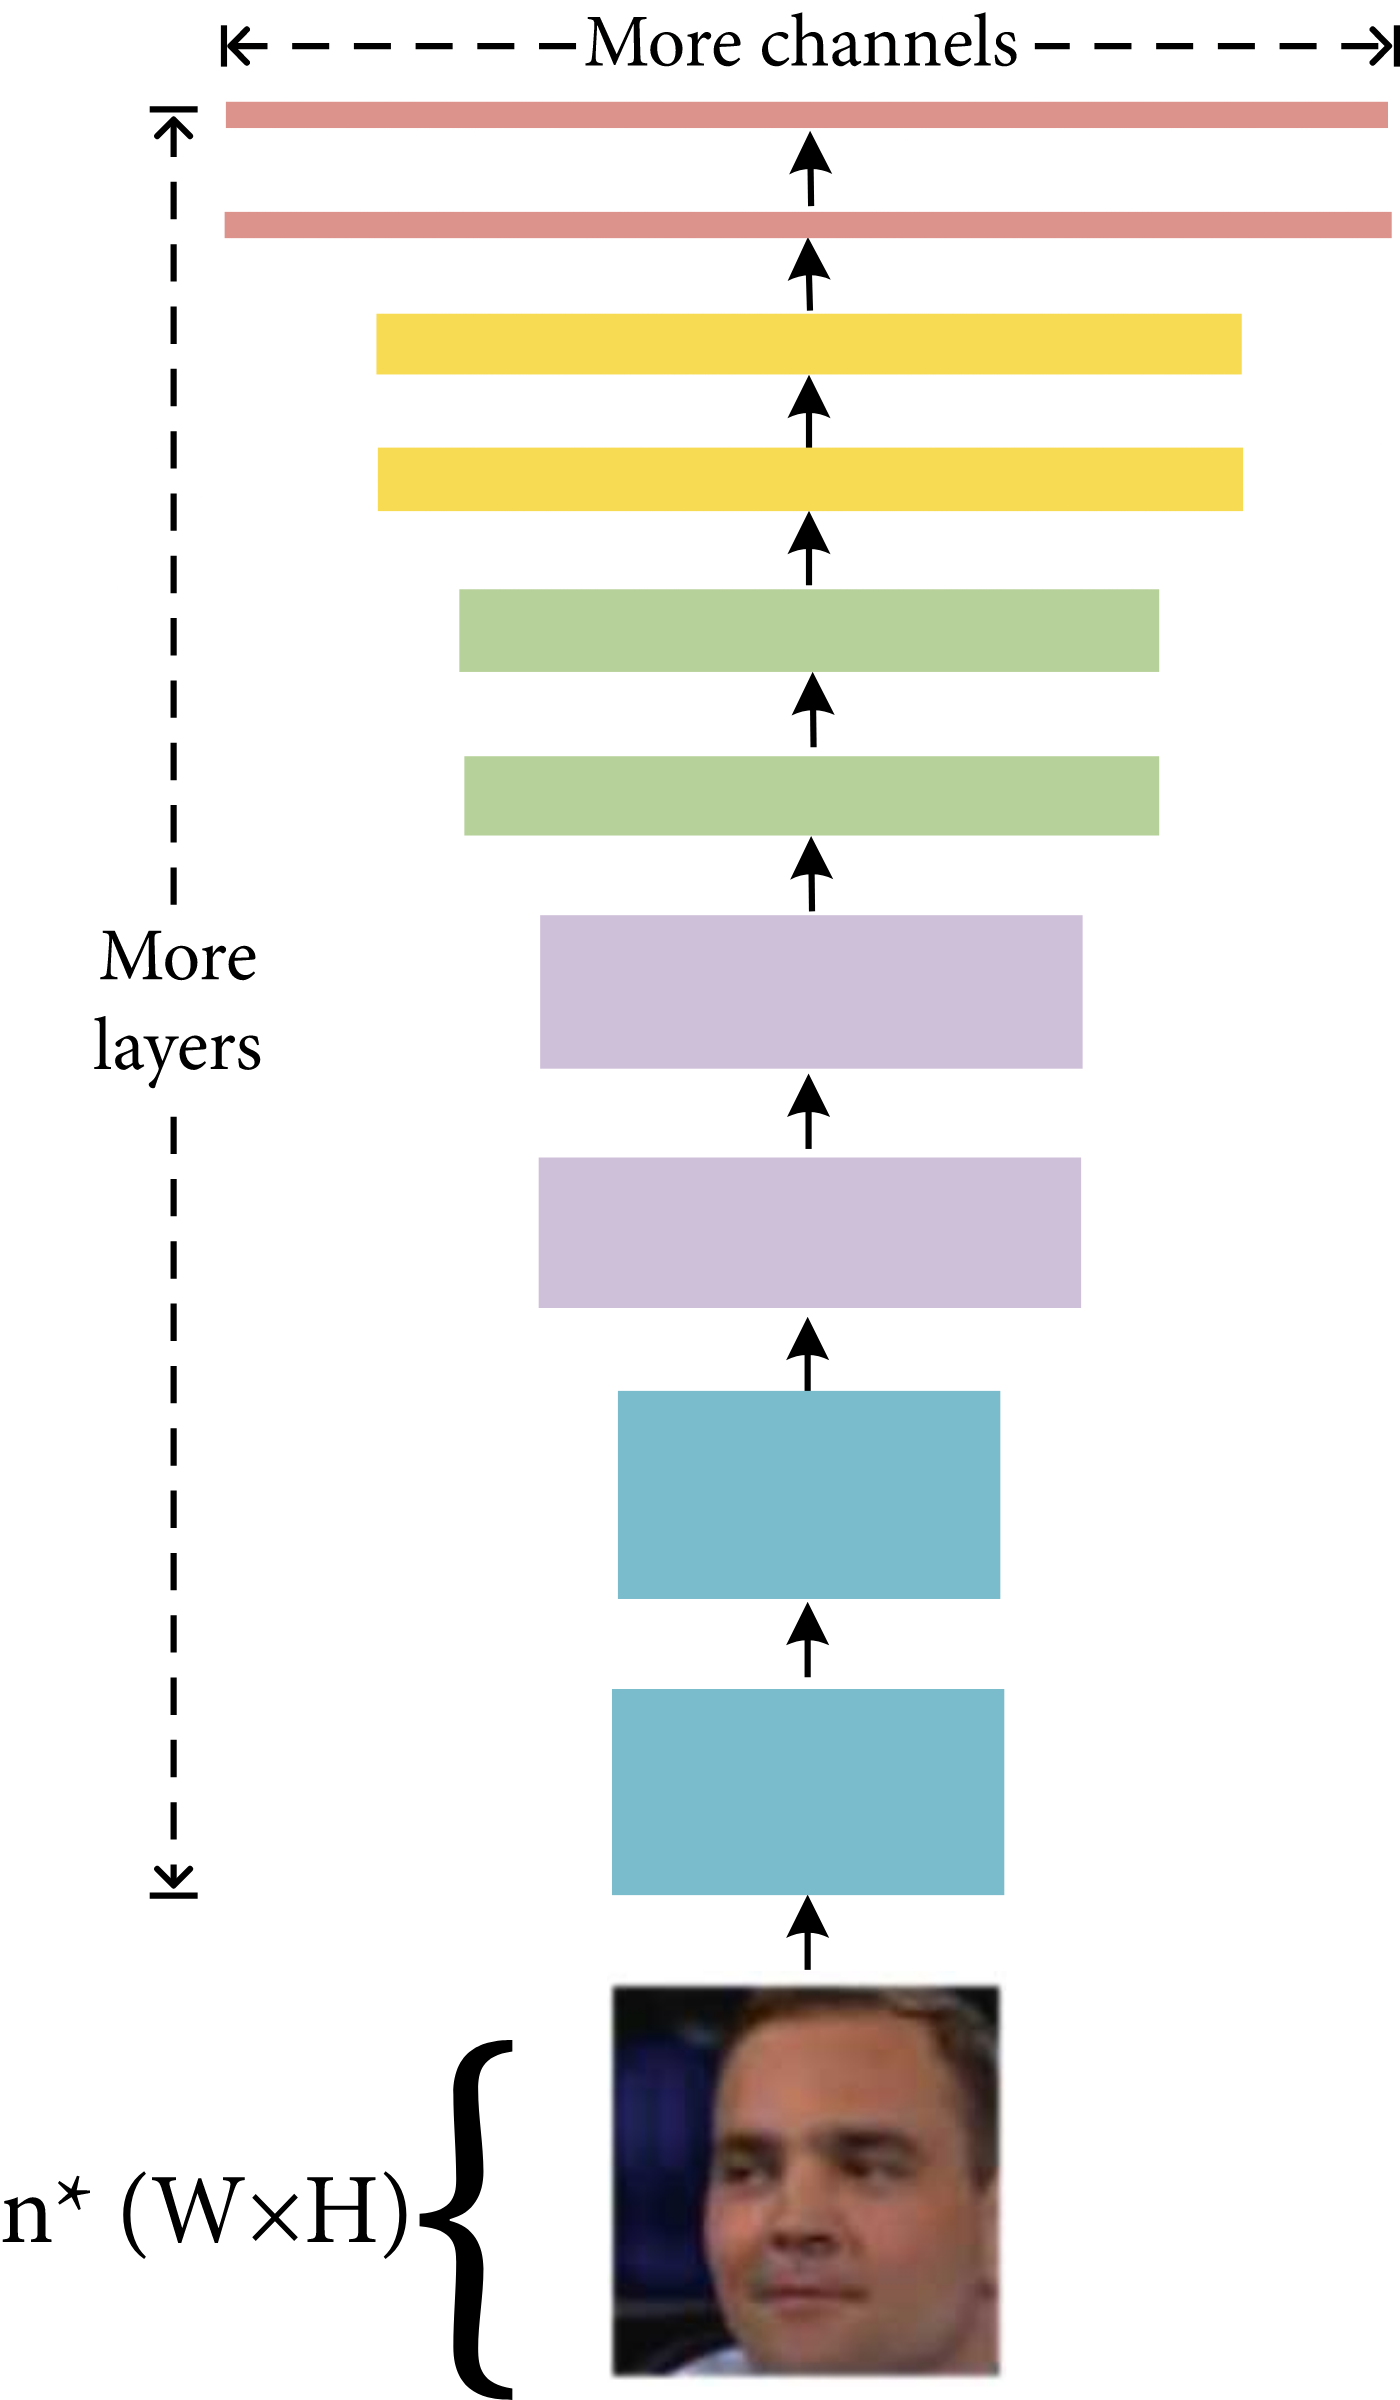 More channels
More
layers
n* (W×H)